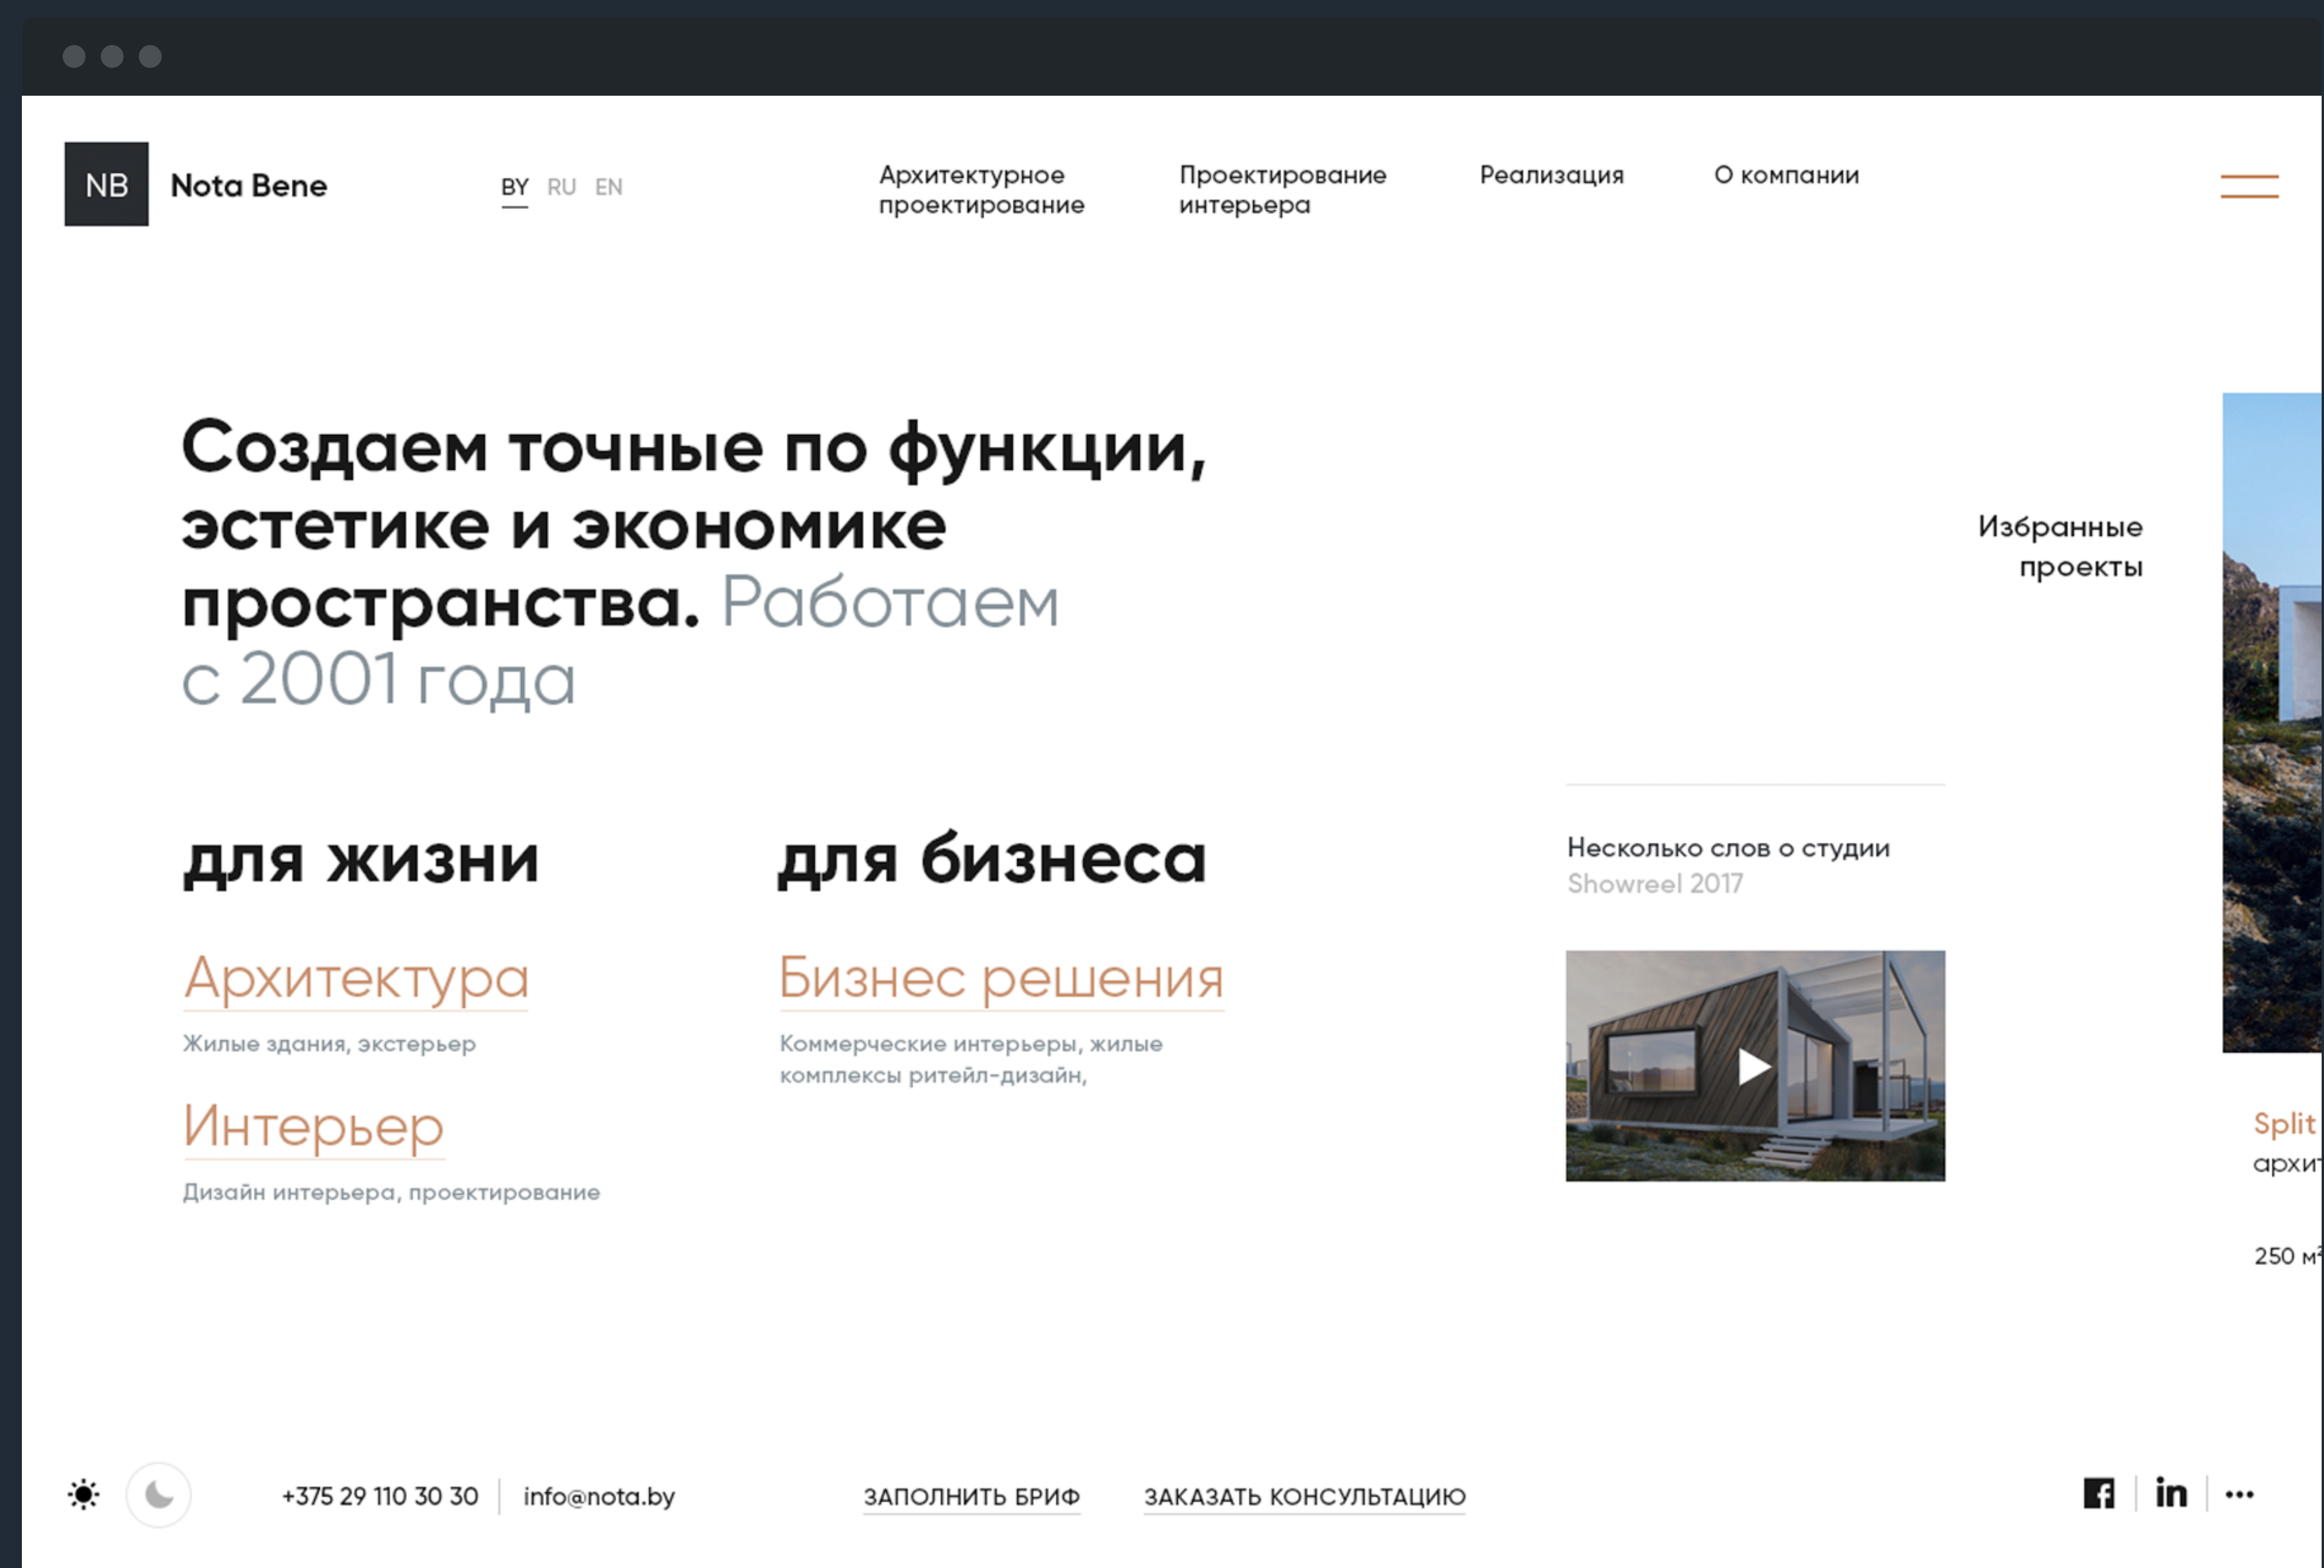 NB
Nota Bene
BY RU EN
Архитектурное
проектирование
Проектирование
интерьера
Реализация
О компании
Создаем точные по функции,
эстетике и экономике
пространства. Работаем
с 2001 года
Избранные
проекты
для жизни
Архитектура
Жилые здания, экстерьер
Интерьер
Дизайн интерьера, проектирование
для бизнеса
Бизнес решения
Коммерческие интерьеры, жилые
комплексы ритейл-дизайн,
Несколько слов о студии
Showreel 2017
Split
250 м²
+375 29 110 30 30
info@nota.by
ЗАПОЛНИТЬ БРИФ
ЗАКАЗАТЬ КОНСУЛЬТАЦИЮ
f
in